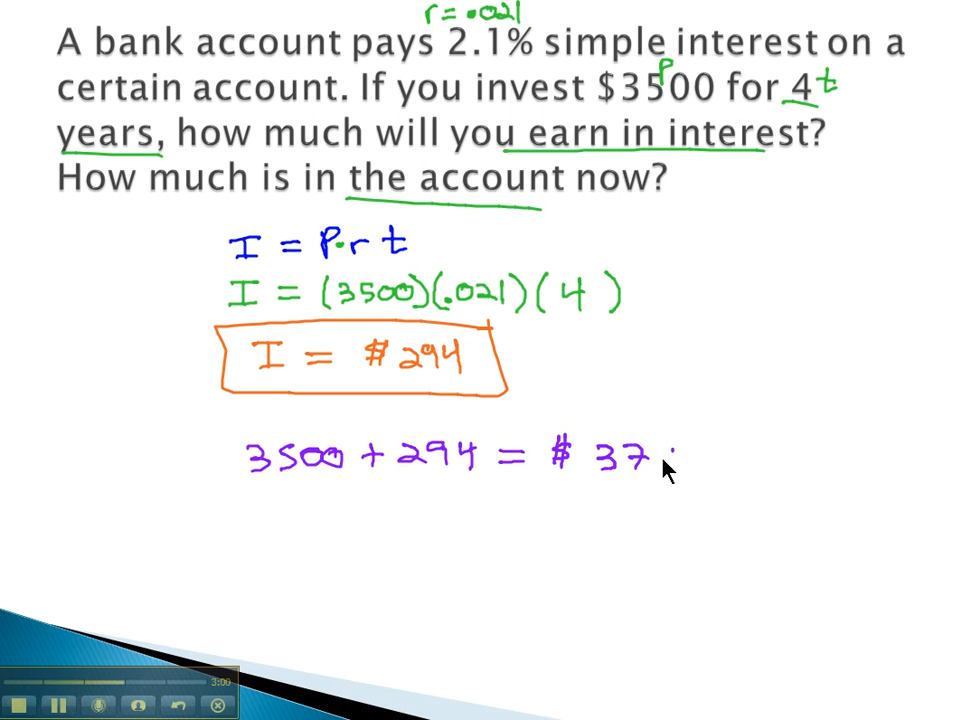 r = .021
A bank account pays 2.1% simple interest on a
P
certain account. If you invest $3500 for 4 t
years, how much will you earn in interest?
How much is in the account now?
I = P·r t
I = (3500)(.021)(4)
I = $294
3500 + 294 = $ 37
3:00